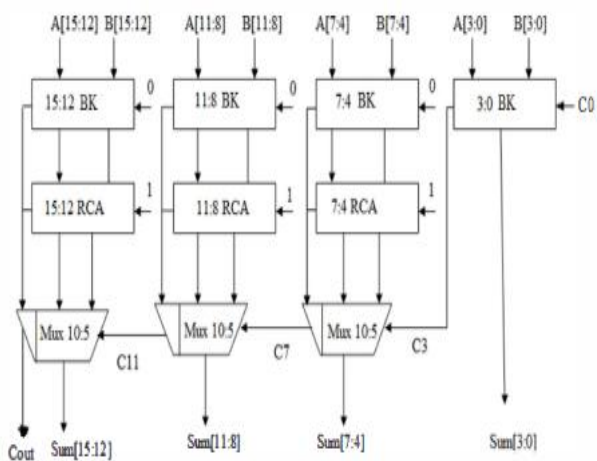 A[15:12] B[15:12] A[11:8] B[11:8] A[7:4] B[7:4] A[3:0] B[3:0]
0 0 0
15:12 BK 11:8 BK 7:4 BK 3:0 BK C0
1 1 1
15:12 RCA 11:8 RCA 7:4 RCA
Mux 10:5 Mux 10:5 Mux 10:5
C11 C7 C3
Cout Sum[15:12] Sum[11:8] Sum[7:4] Sum[3:0]